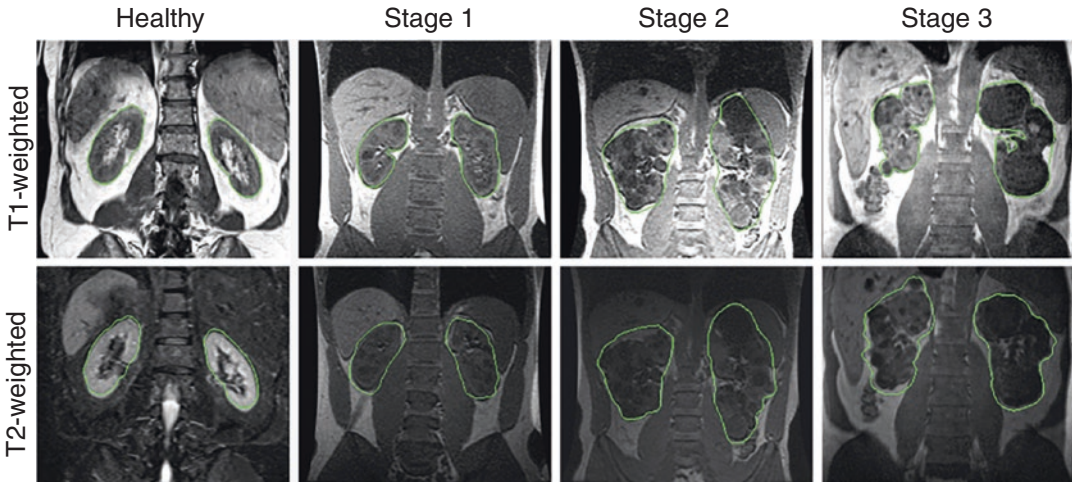 Healthy
Stage 1
Stage 2
Stage 3
T1-weighted
T2-weighted